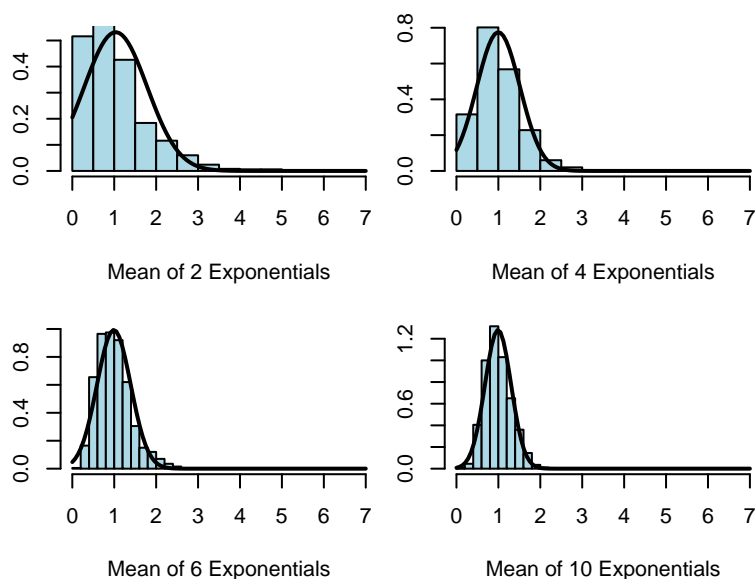 0.0 0.2 0.4
0 1 2 3 4 5 6 7
Mean of 2 Exponentials
0.0 0.4 0.8
0 1 2 3 4 5 6 7
Mean of 4 Exponentials
0.0 0.4 0.8
0 1 2 3 4 5 6 7
Mean of 6 Exponentials
0.0 0.6 1.2
0 1 2 3 4 5 6 7
Mean of 10 Exponentials